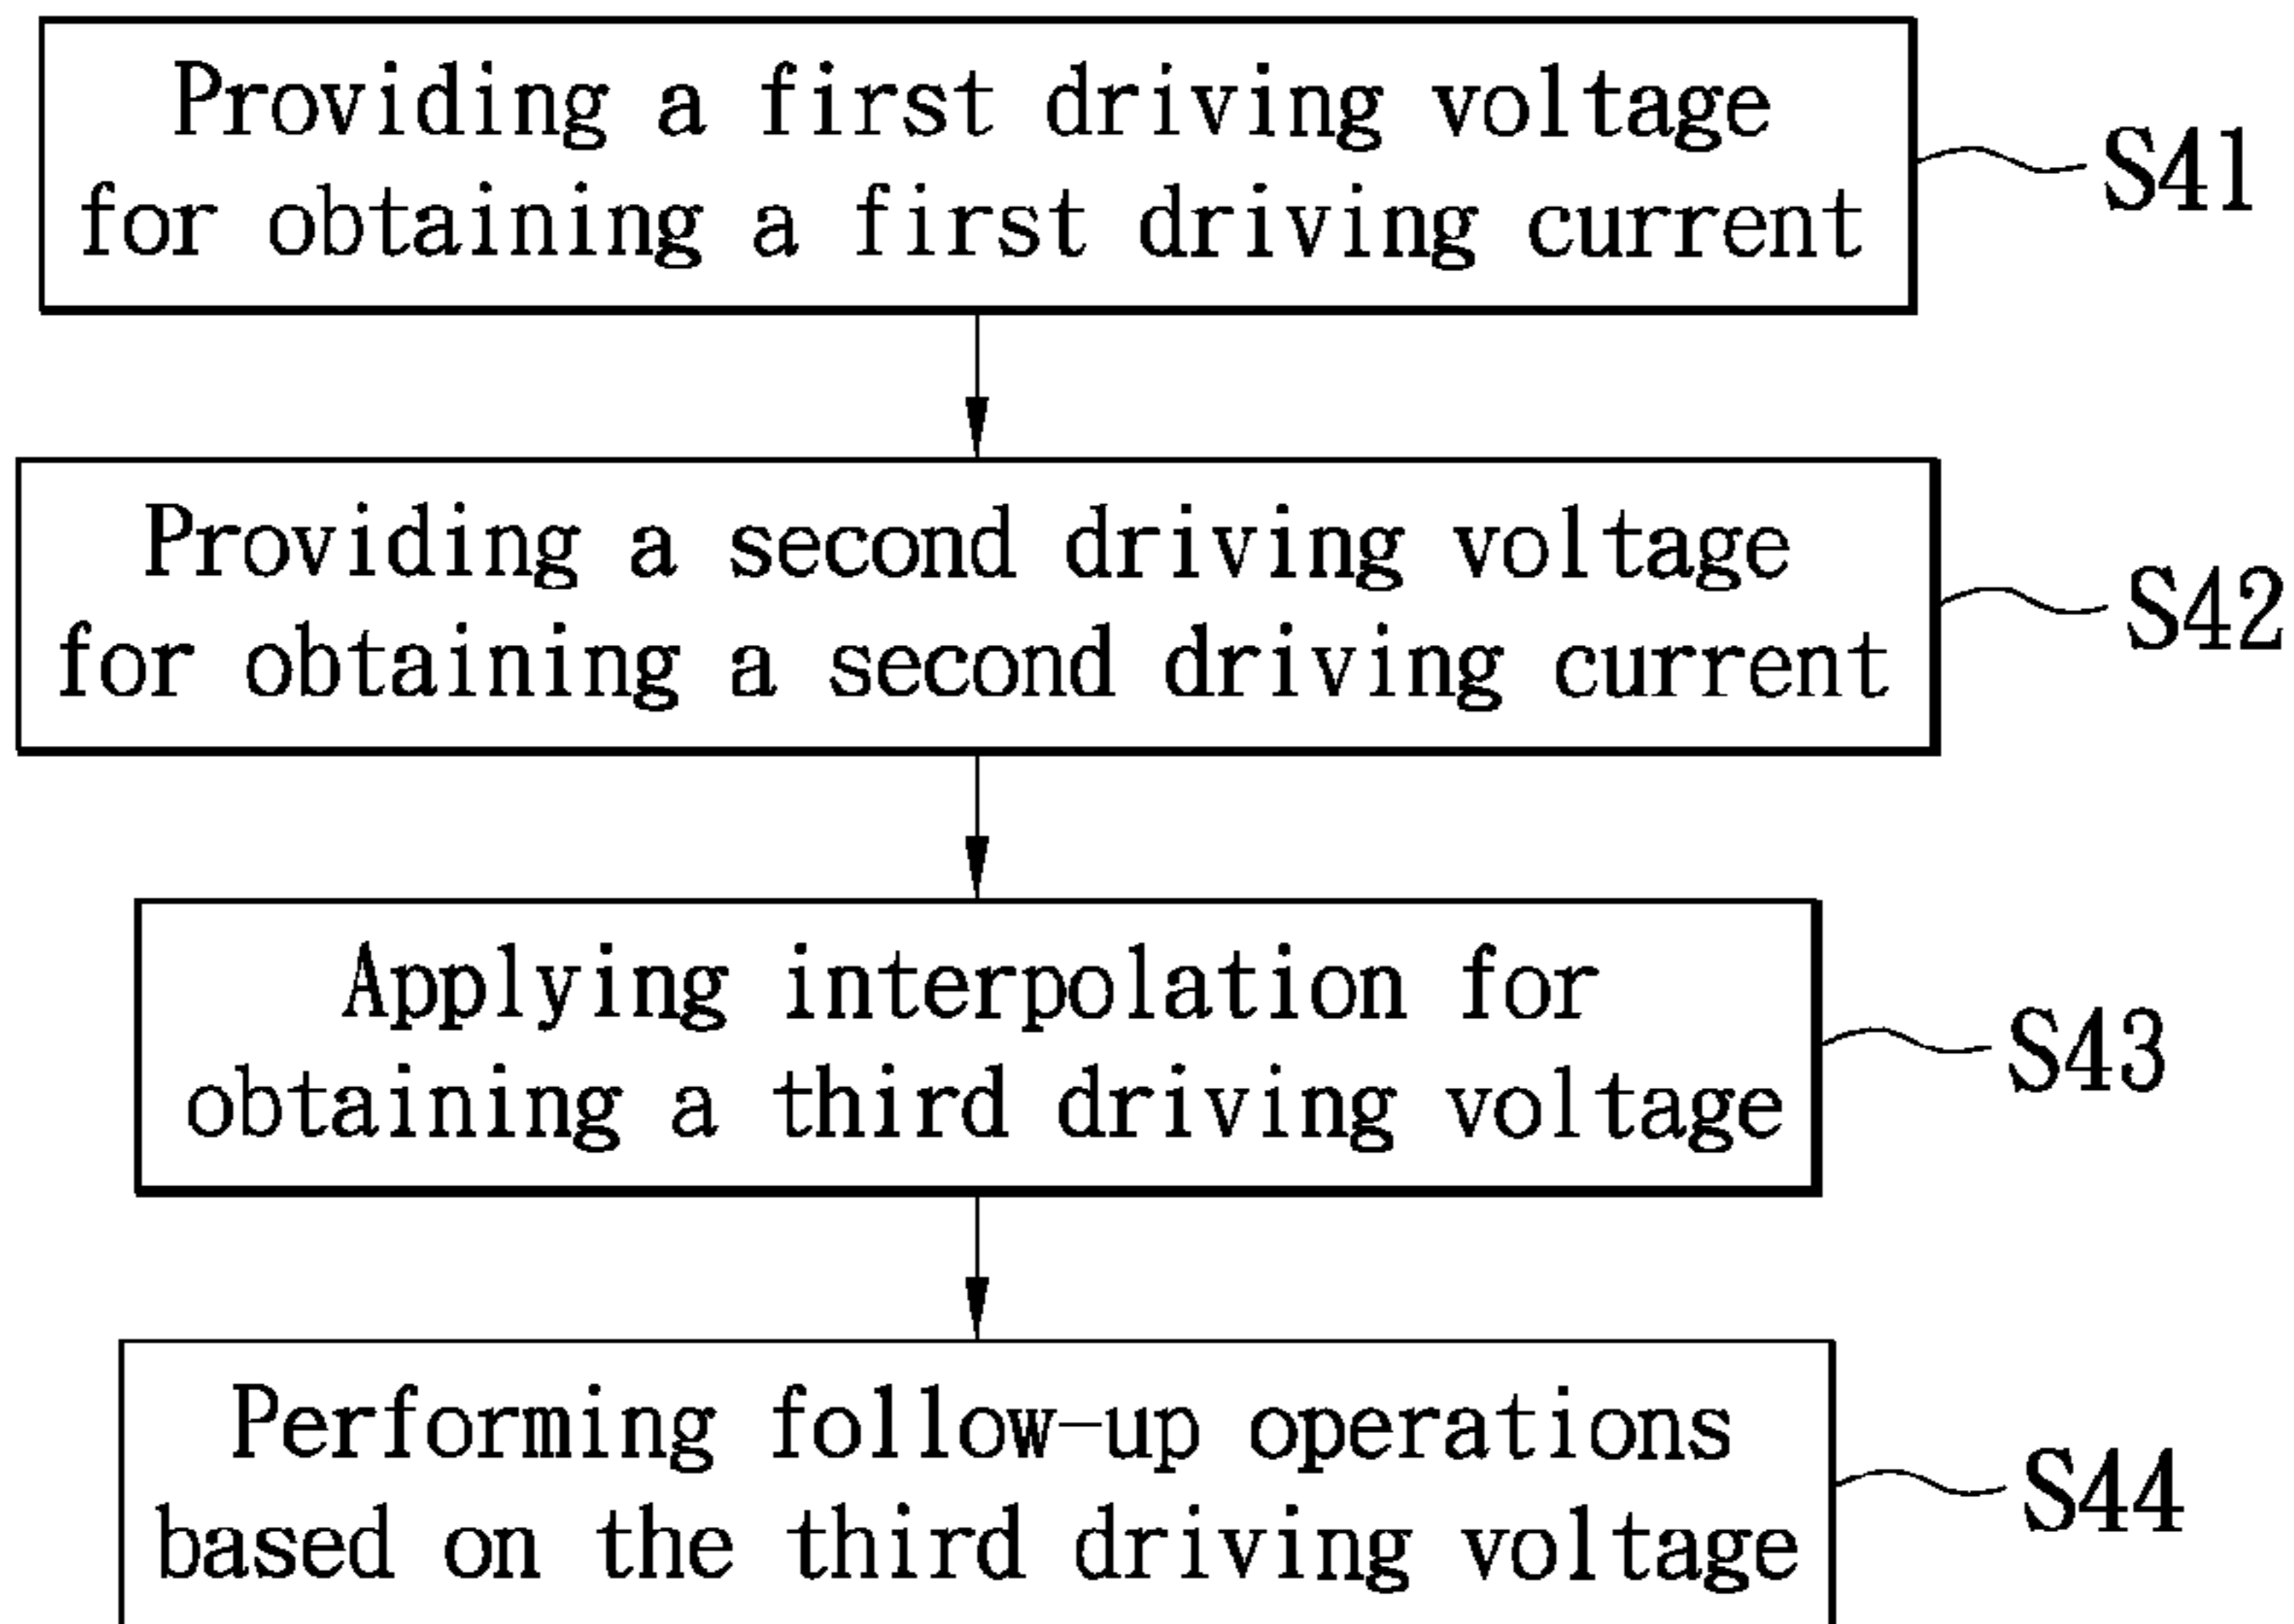 Providing a first driving voltage
for obtaining a first driving current
S41
Providing a second driving voltage
for obtaining a second driving current
S42
Applying interpolation for
obtaining a third driving voltage
S43
Performing follow-up operations
based on the third driving voltage
S44